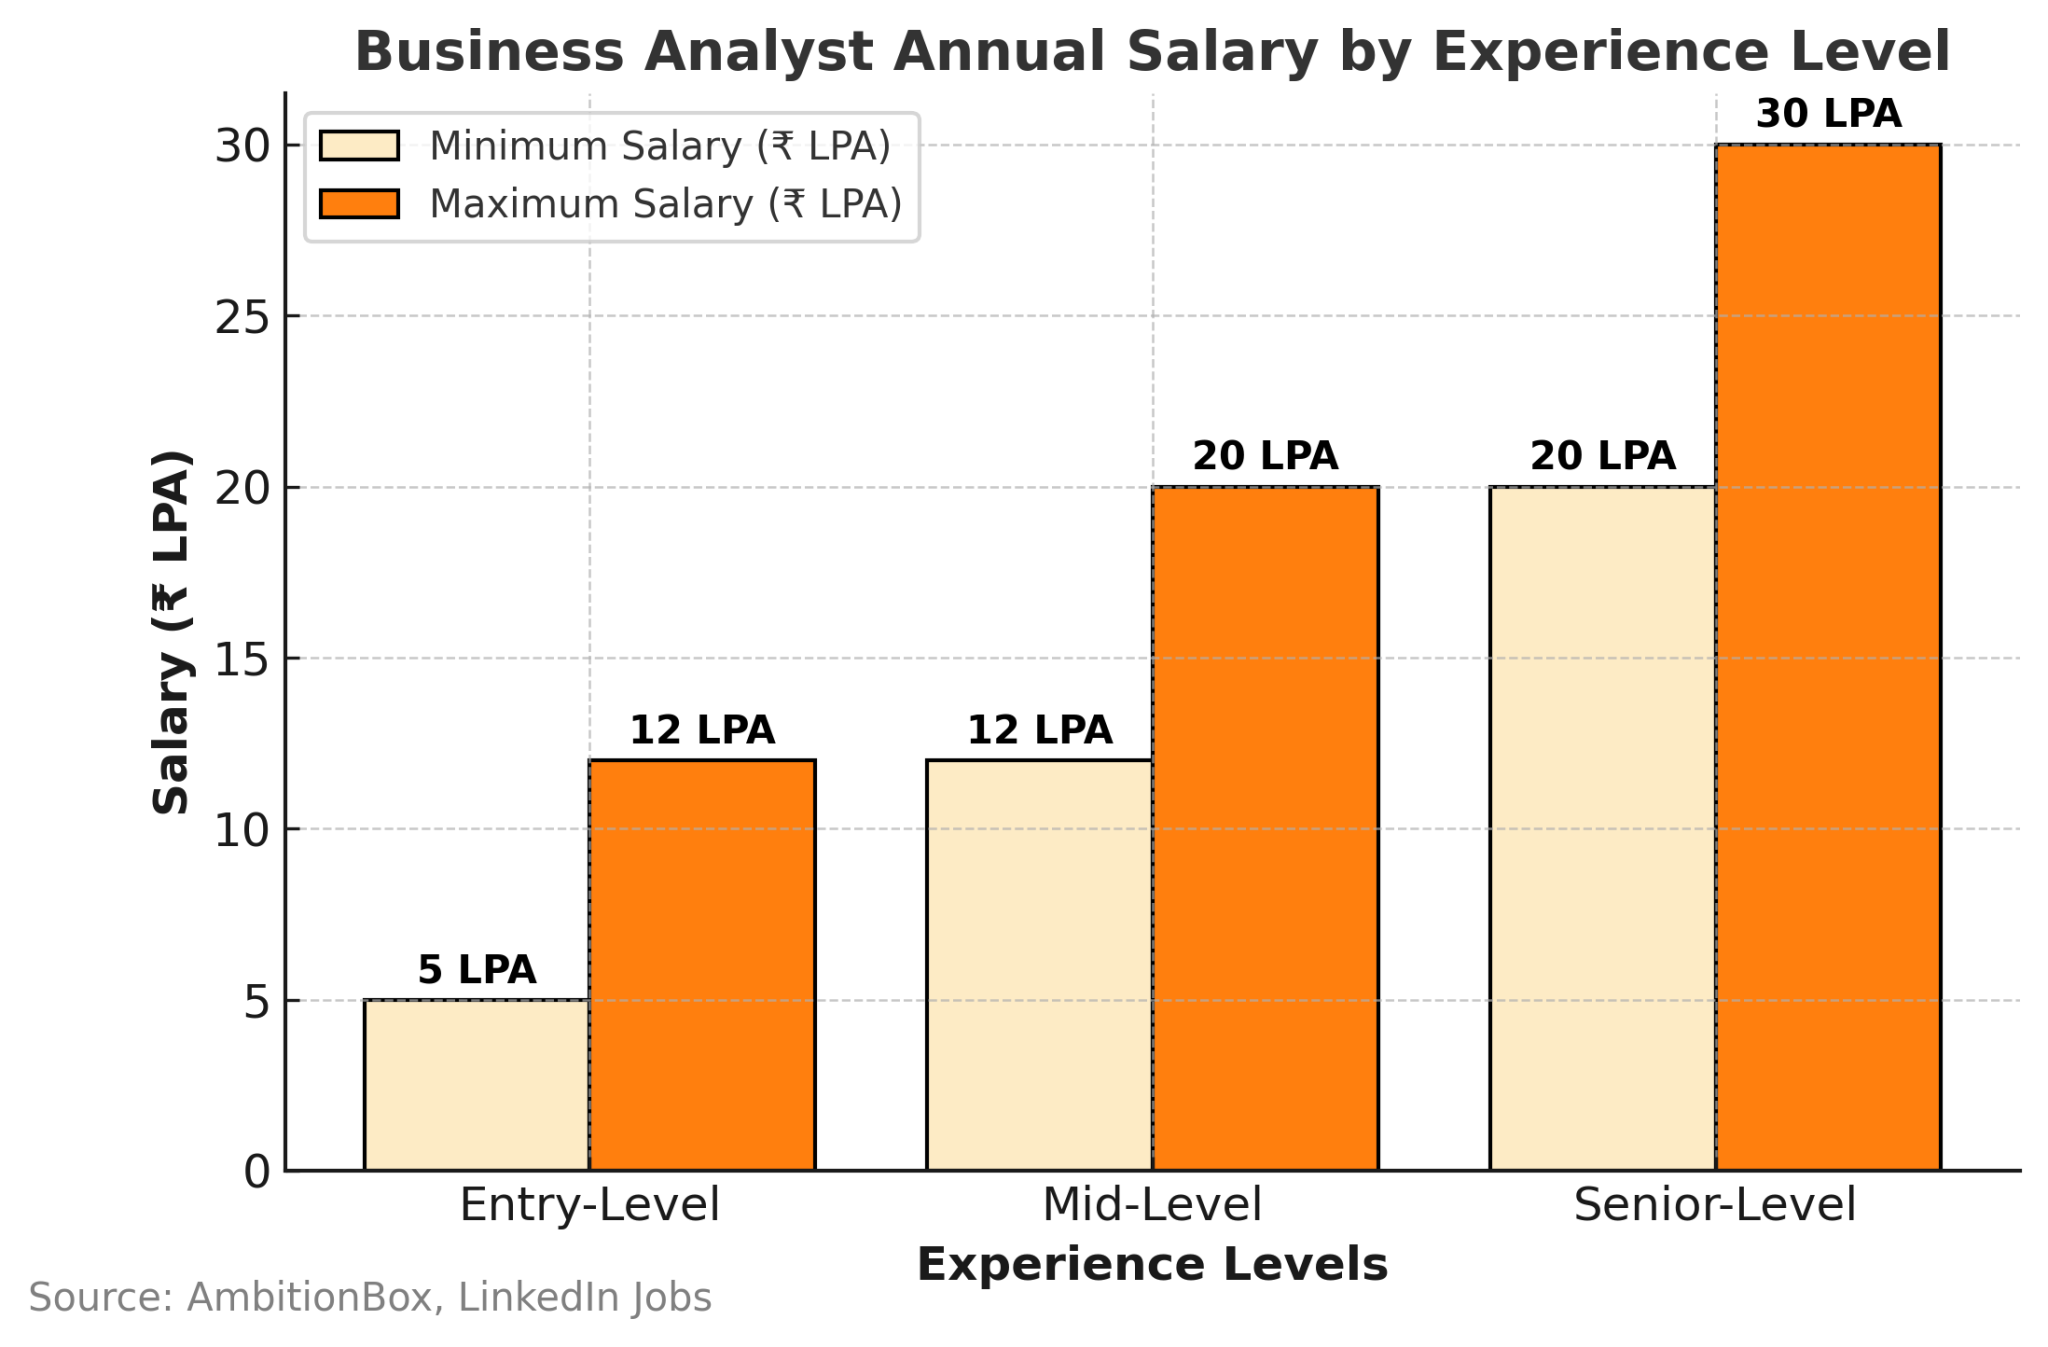 Business Analyst Annual Salary by Experience Level
Minimum Salary (₹ LPA)
Maximum Salary (₹ LPA)
Salary (₹ LPA)
30
25
20
15
10
5
0
5 LPA
12 LPA
12 LPA
20 LPA
20 LPA
30 LPA
Entry-Level
Mid-Level
Senior-Level
Experience Levels
Source: AmbitionBox, LinkedIn Jobs